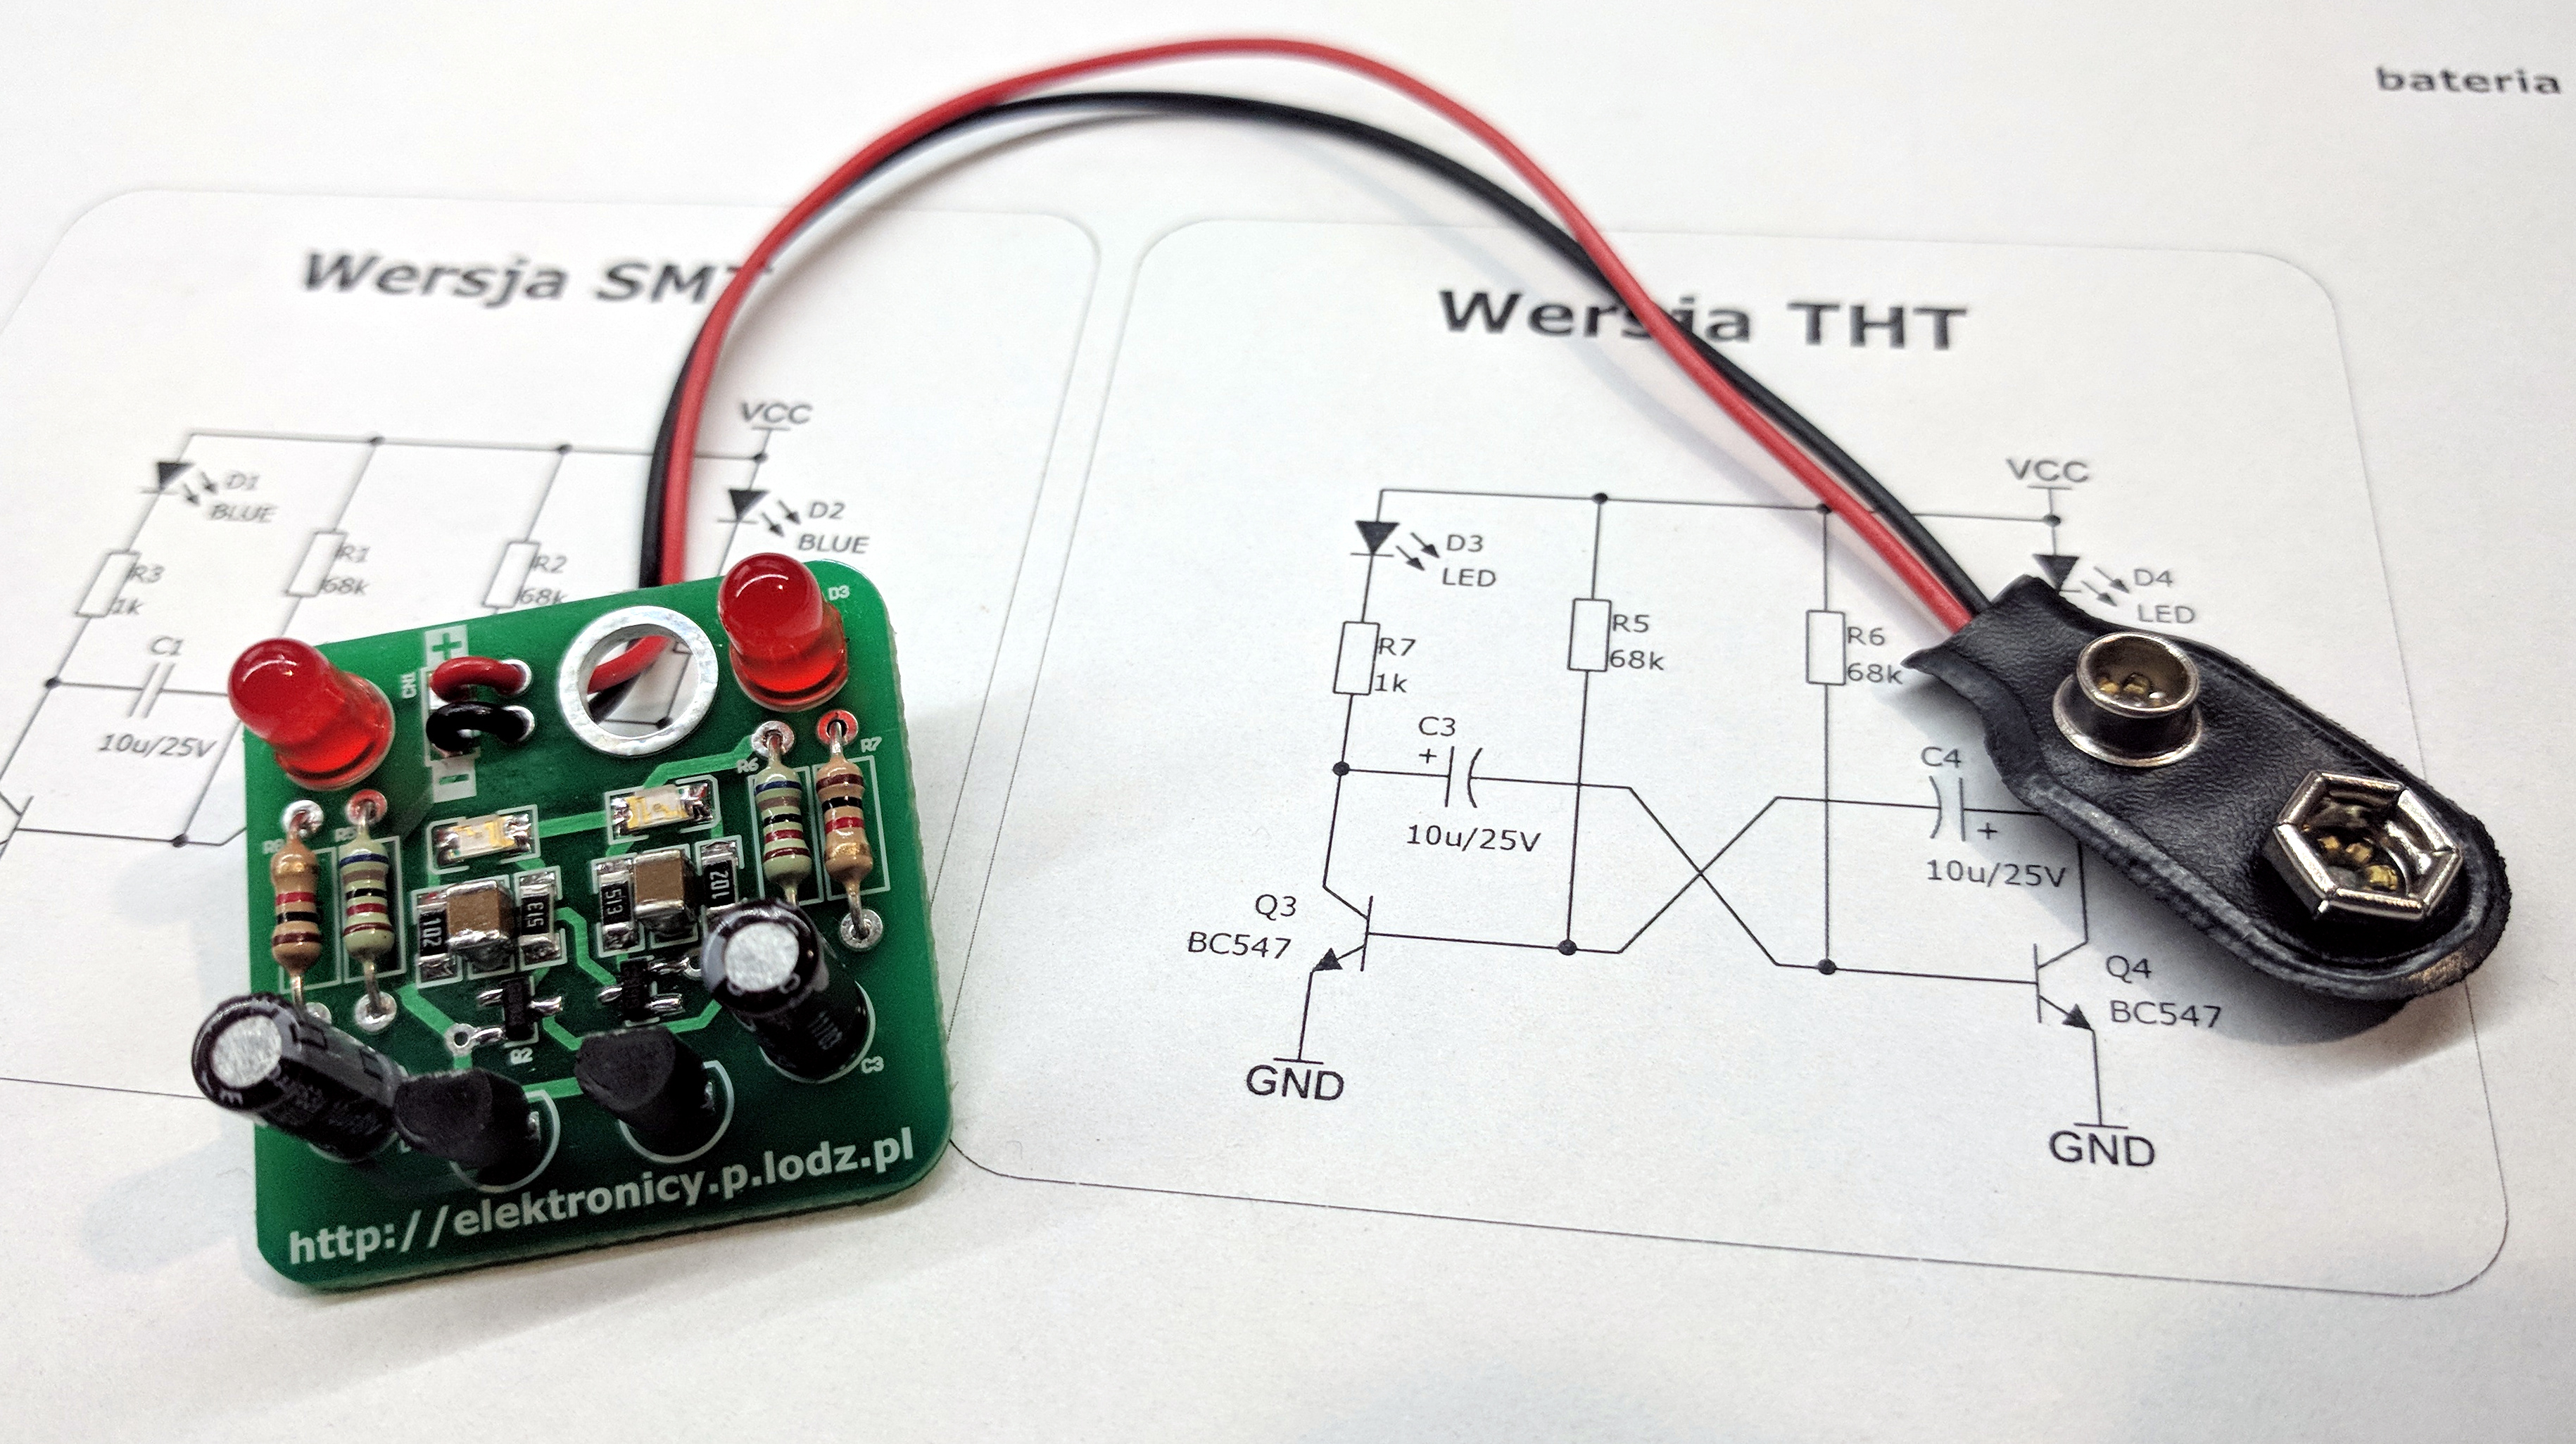 bateria
Wersja SMT
VCC
D1
BLUE
D2
BLUE
R3
1k
R1
68k
R2
68k
C1
10u/25V
Wersja THT
VCC
D3
LED
D4
LED
R7
1k
R5
68k
R6
68k
C3
+
10u/25V
C4
+
10u/25V
Q3
BC547
Q4
BC547
GND
GND
D3
+
CN1
R7
R6
102
513
513
102
C3
http://elektronicy.p.lodz.pl